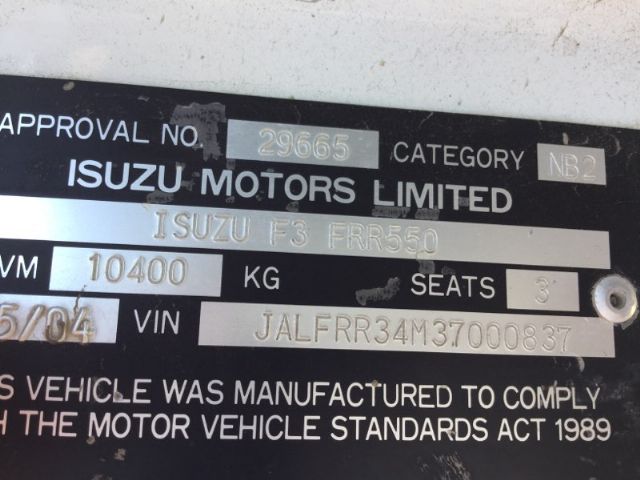 APPROVAL NO. 29665 CATEGORY NB2
ISUZU MOTORS LIMITED
ISUZU F3 FRR550
VM 10400 KG SEATS 3
5/04 VIN JALFRR34M37000837
S VEHICLE WAS MANUFACTURED TO COMPLY
H THE MOTOR VEHICLE STANDARDS ACT 1989